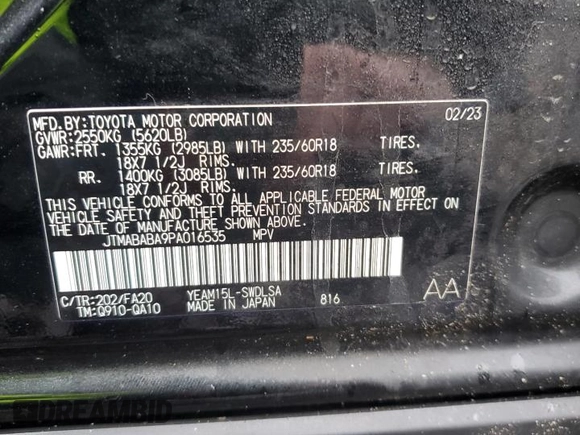 MFD.BY:TOYOTA MOTOR CORPORATION 02/23
GVWR:2550KG (5620LB)
GAWR:FRT. 1355KG (2985LB) WITH 235/60R18 TIRES.
18X7 1/2J RIMS.
RR. 1400KG (3085LB) WITH 235/60R18 TIRES.
18X7 1/2J RIMS.
THIS VEHICLE CONFORMS TO ALL APPLICABLE FEDERAL MOTOR
VEHICLE SAFETY AND THEFT PREVENTION STANDARDS IN EFFECT ON
THE DATE OF MANUFACTURE SHOWN ABOVE.
JTMABABA9PA016535 MPV
C/TR:202/FA20 YEAM15L-SWDLSA AA
TM:Q910-QA10 MADE IN JAPAN 816
DREAMBID